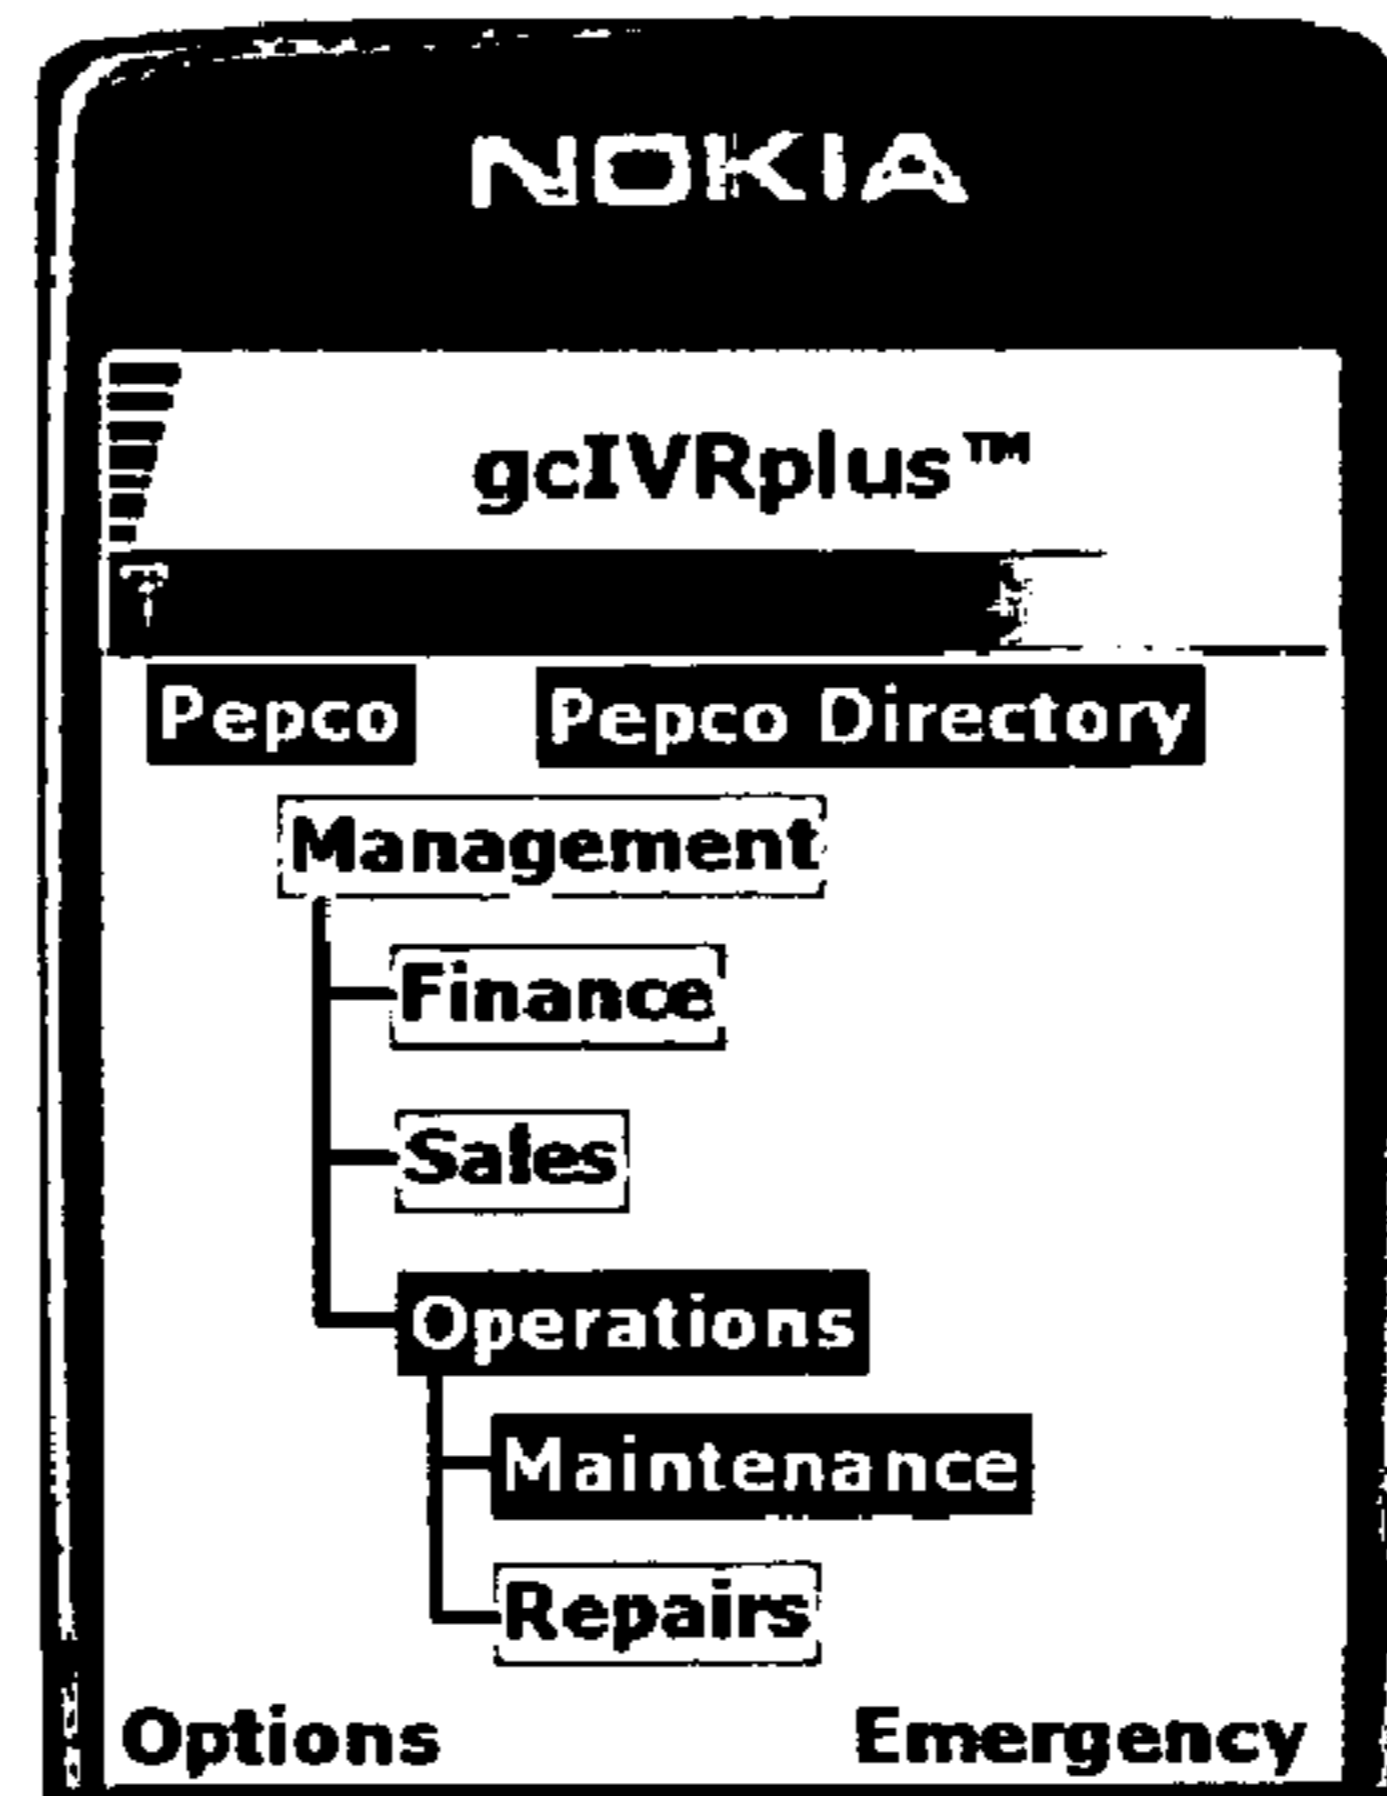 NOKIA
gcIVRplus™
Pepco Pepco Directory
Management
Finance
Sales
Operations
Maintenance
Repairs
Options Emergency